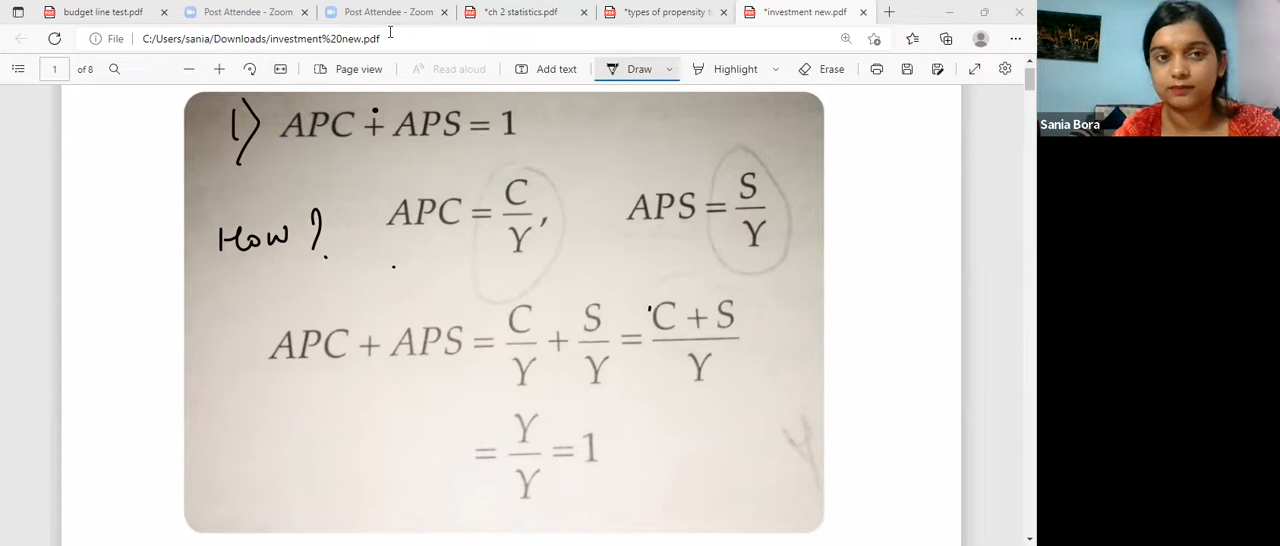 budget line test.pdf
Post Attendee - Zoom
Post Attendee - Zoom
*ch 2 statistics.pdf
*types of propensity t
*investment new.pdf
File C:/Users/sania/Downloads/investment%20new.pdf
1 of 8
Page view
Read aloud
Add text
Draw
Highlight
Erase
Sania Bora
1) APC + APS = 1
How? APC = C/Y, APS = S/Y
APC + APS = C/Y + S/Y = C + S/Y
= Y/Y = 1